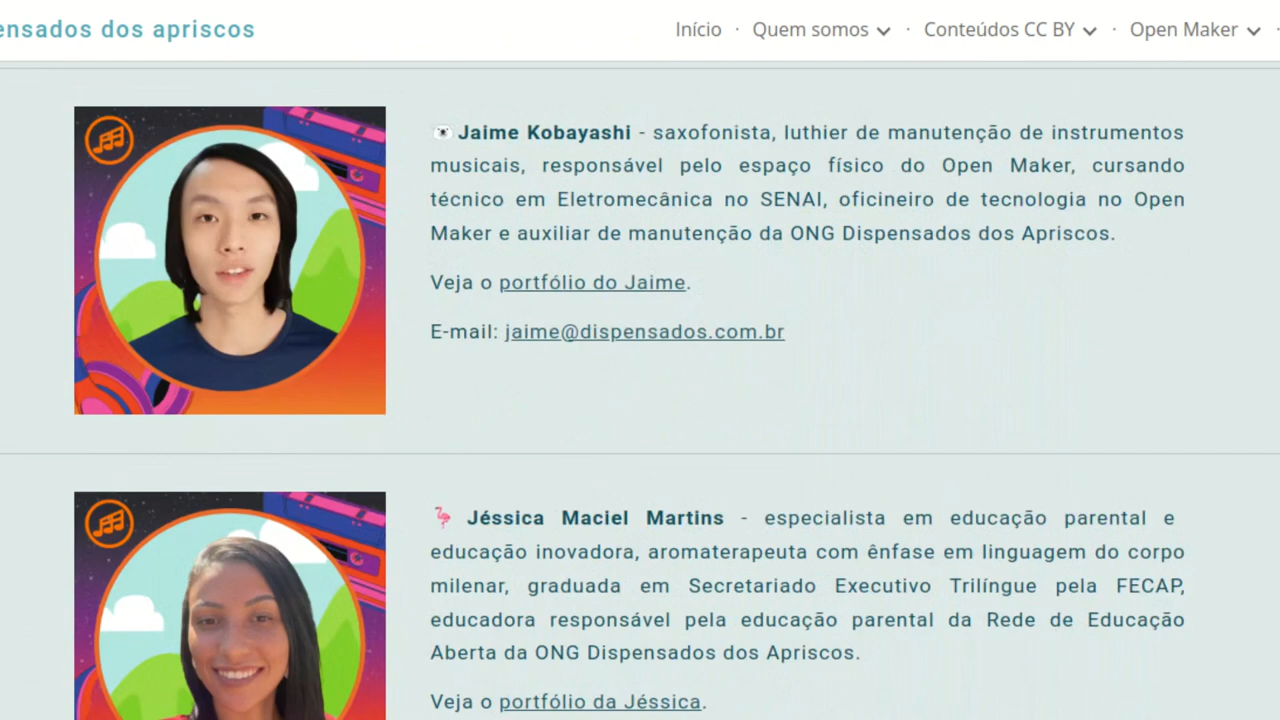 ensados dos apriscos
Início · Quem somos · Conteúdos CC BY · Open Maker ·
Jaime Kobayashi - saxofonista, luthier de manutenção de instrumentos
musicais, responsável pelo espaço físico do Open Maker, cursando
técnico em Eletromecânica no SENAI, oficineiro de tecnologia no Open
Maker e auxiliar de manutenção da ONG Dispensados dos Apriscos.
Veja o portfólio do Jaime.
E-mail: jaime@dispensados.com.br
Jéssica Maciel Martins - especialista em educação parental e
educação inovadora, aromaterapeuta com ênfase em linguagem do corpo
milenar, graduada em Secretariado Executivo Trilíngue pela FECAP,
educadora responsável pela educação parental da Rede de Educação
Aberta da ONG Dispensados dos Apriscos.
Veja o portfólio da Jéssica.